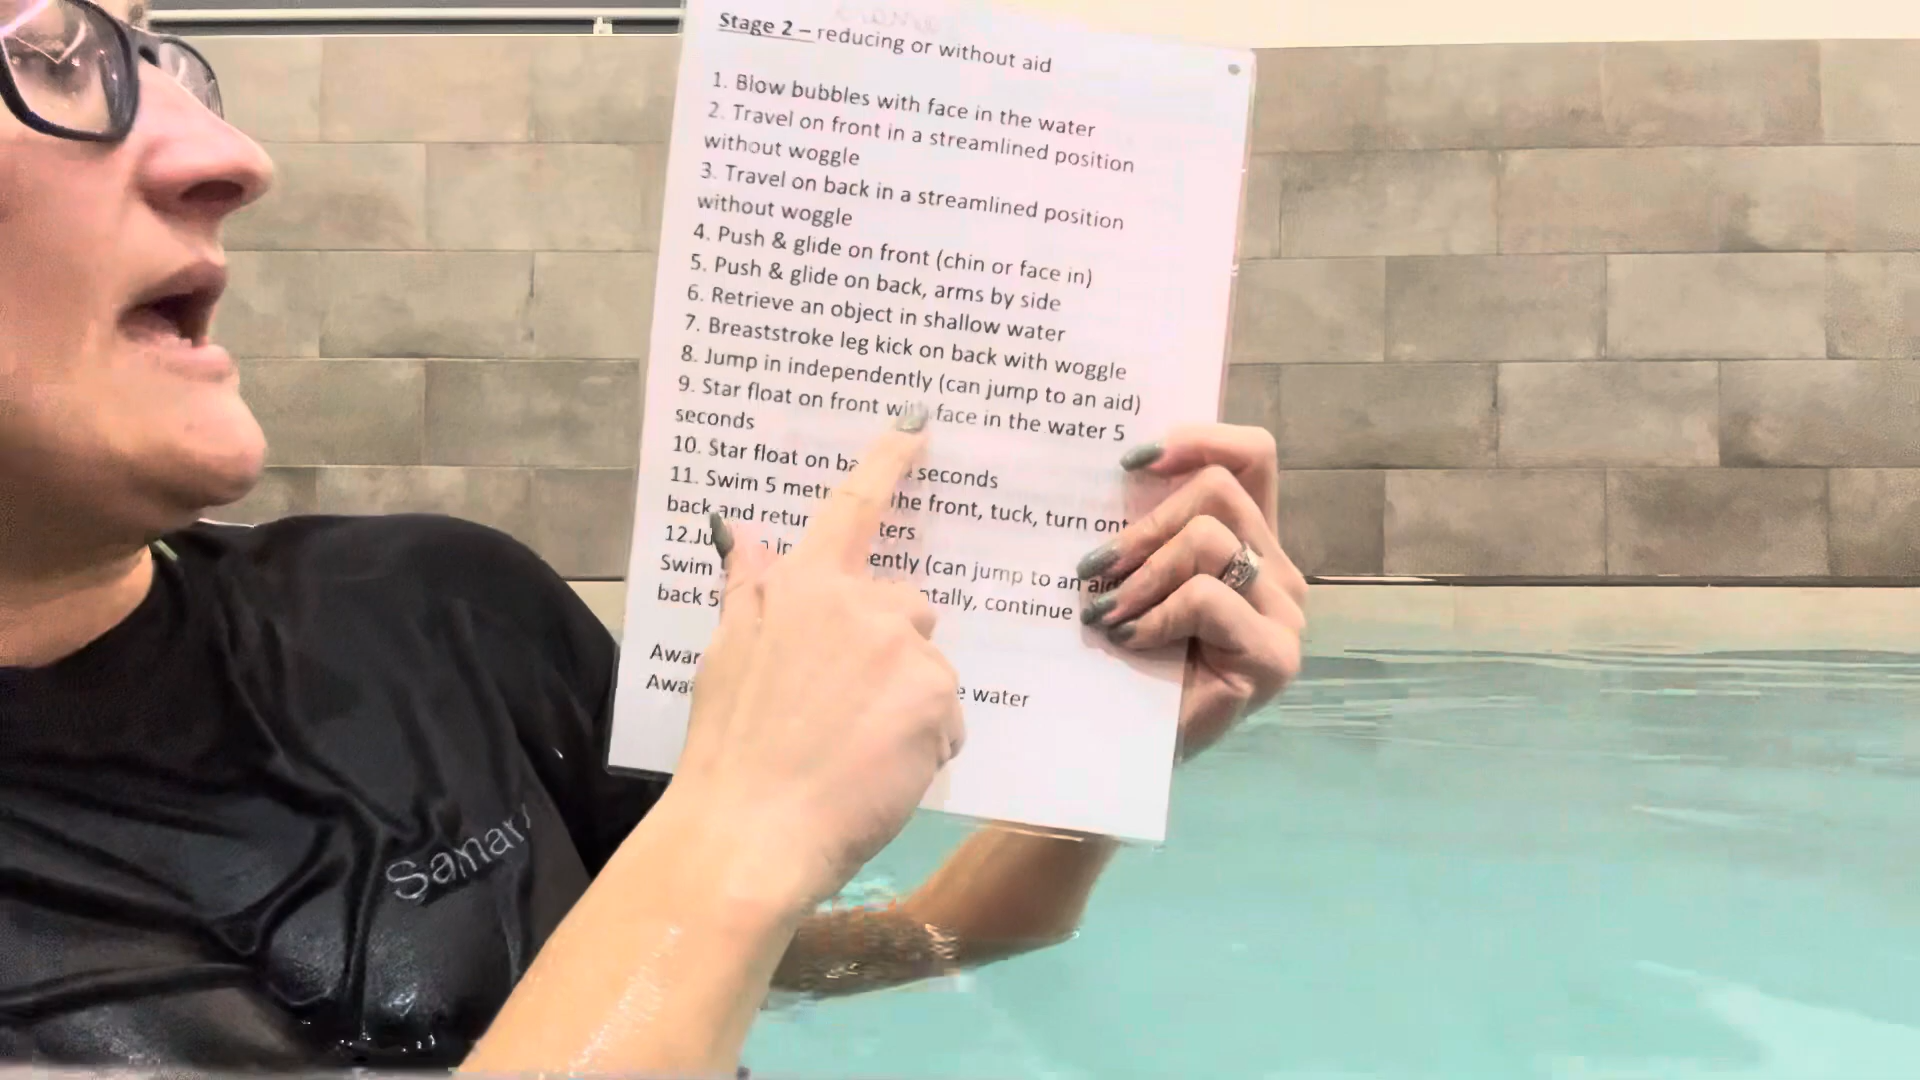 Stage 2 – reducing or without aid
1. Blow bubbles with face in the water
2. Travel on front in a streamlined position
without woggle
3. Travel on back in a streamlined position
without woggle
4. Push & glide on front (chin or face in)
5. Push & glide on back, arms by side
6. Retrieve an object in shallow water
7. Breaststroke leg kick on back with woggle
8. Jump in independently (can jump to an aid)
9. Star float on front with face in the water 5
seconds
10. Star float on seconds
11. Swim 5 the front, tuck, turn
back and
12. (can jump to an
Swim continue
back 5
water